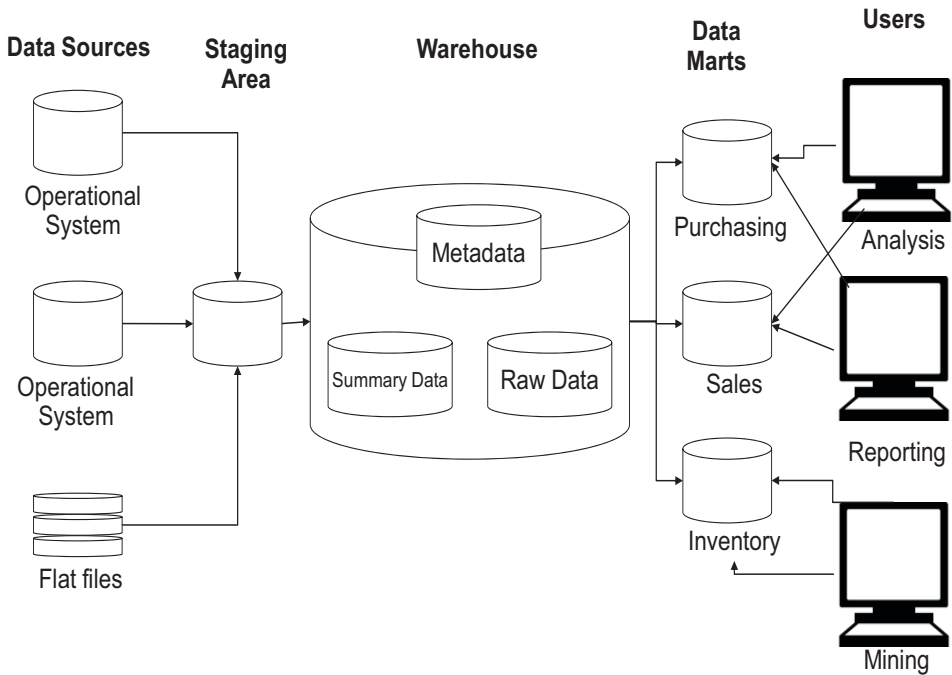 Data Sources
Staging
Area
Warehouse
Data
Marts
Users
Operational
System
Operational
System
Flat files
Metadata
Summary Data
Raw Data
Purchasing
Sales
Inventory
Analysis
Reporting
Mining